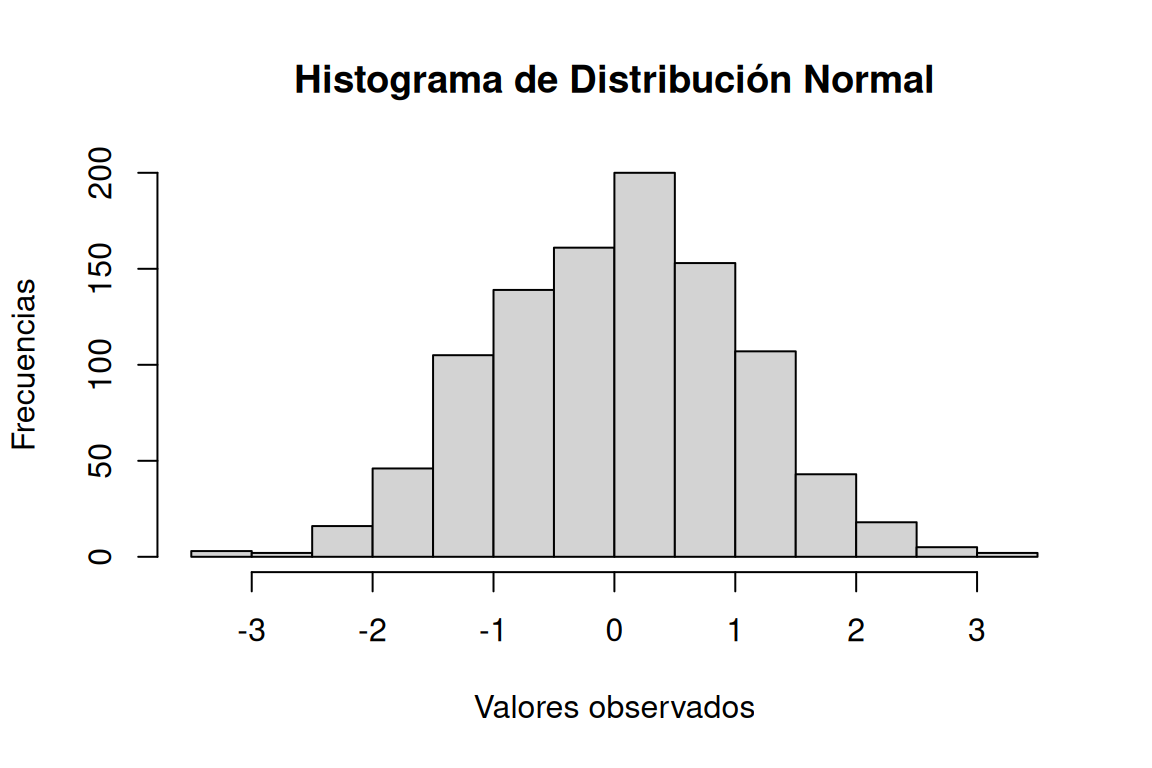 Histograma de Distribución Normal
Frecuencias
200
150
100
50
0
-3 -2 -1 0 1 2 3
Valores observados